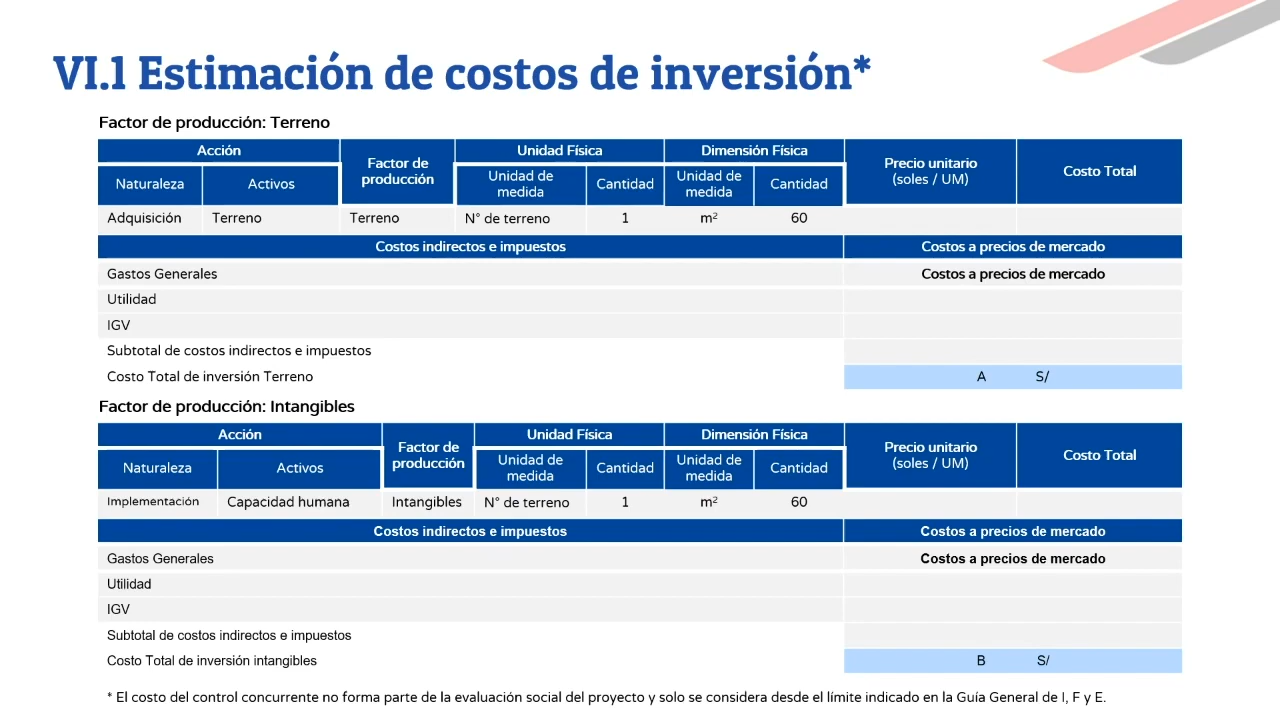 VI.1 Estimación de costos de inversión*
Factor de producción: Terreno
Acción Factor de producción Unidad Física Dimensión Física Precio unitario (soles / UM) Costo Total
Naturaleza Activos Unidad de medida Cantidad Unidad de medida Cantidad
Adquisición Terreno Terreno N° de terreno 1 m² 60
Costos indirectos e impuestos Costos a precios de mercado
Gastos Generales Costos a precios de mercado
Utilidad
IGV
Subtotal de costos indirectos e impuestos
Costo Total de inversión Terreno A S/
Factor de producción: Intangibles
Acción Factor de producción Unidad Física Dimensión Física Precio unitario (soles / UM) Costo Total
Naturaleza Activos Unidad de medida Cantidad Unidad de medida Cantidad
Implementación Capacidad humana Intangibles N° de terreno 1 m² 60
Costos indirectos e impuestos Costos a precios de mercado
Gastos Generales Costos a precios de mercado
Utilidad
IGV
Subtotal de costos indirectos e impuestos
Costo Total de inversión intangibles B S/
* El costo del control concurrente no forma parte de la evaluación social del proyecto y solo se considera desde el límite indicado en la Guía General de I, F y E.